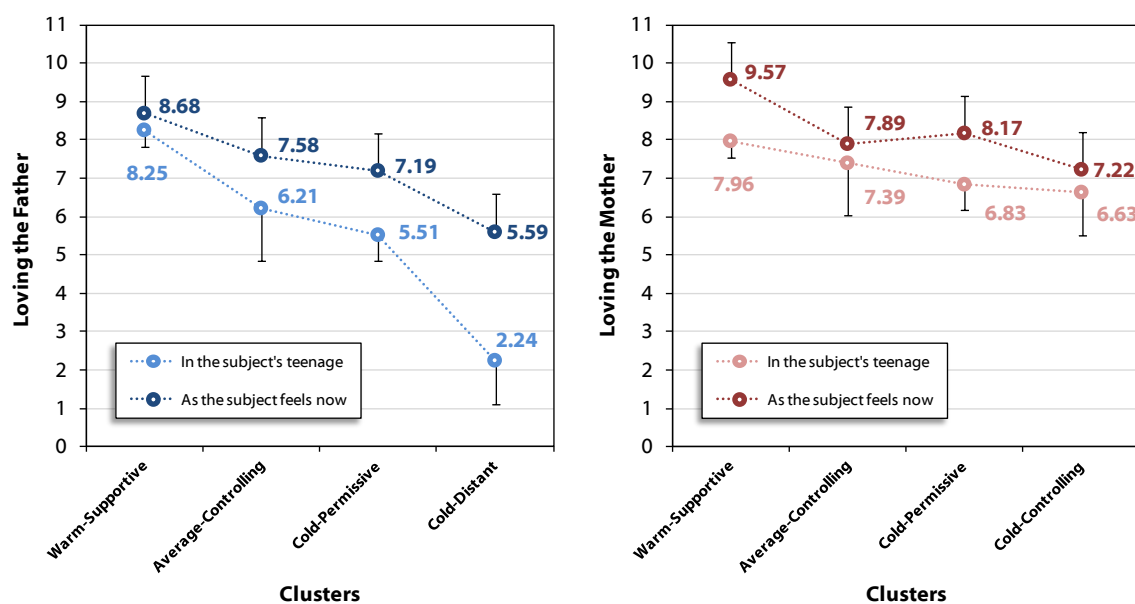 Loving the Father
11
10
9
8
7
6
5
4
3
2
1
0
8.68
8.25
7.58
6.21
7.19
5.51
5.59
2.24
In the subject's teenage
As the subject feels now
Warm-Supportive
Average-Controlling
Cold-Permissive
Cold-Distant
Clusters
Loving the Mother
11
10
9
8
7
6
5
4
3
2
1
0
9.57
7.96
7.89
7.39
8.17
6.83
7.22
6.63
In the subject's teenage
As the subject feels now
Warm-Supportive
Average-Controlling
Cold-Permissive
Cold-Controlling
Clusters